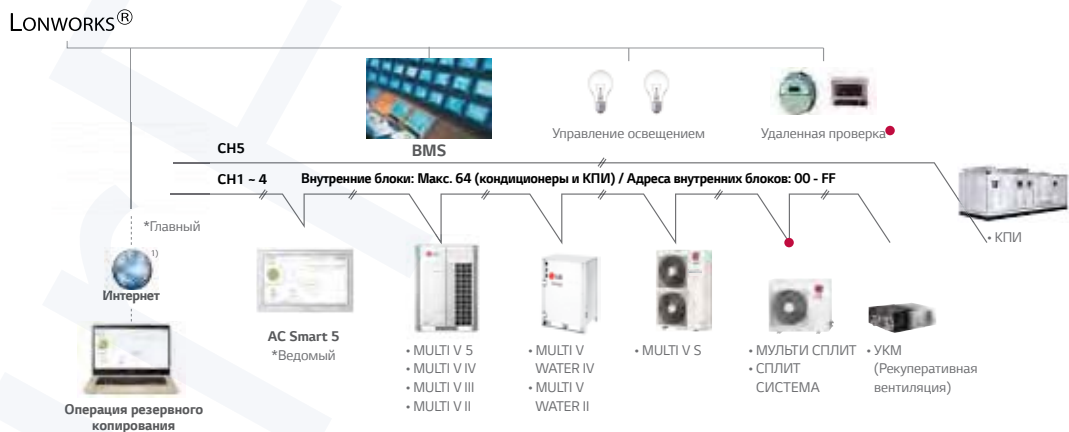 LONWORKS®
BMS
Управление освещением
Удаленная проверка
CH5
CH1 ~ 4
Внутренние блоки: Макс. 64 (кондиционеры и КПИ) / Адреса внутренних блоков: 00 - FF
*Главный
1)
Интернет
Операция резервного
копирования
AC Smart 5
*Ведомый
• MULTI V 5
• MULTI V IV
• MULTI V III
• MULTI V II
• MULTI V
WATER IV
• MULTI V
WATER II
• MULTI V S
• МУЛЬТИ СПЛИТ
• СПЛИТ
СИСТЕМА
• УКМ
(Рекуперативная
вентиляция)
• КПИ